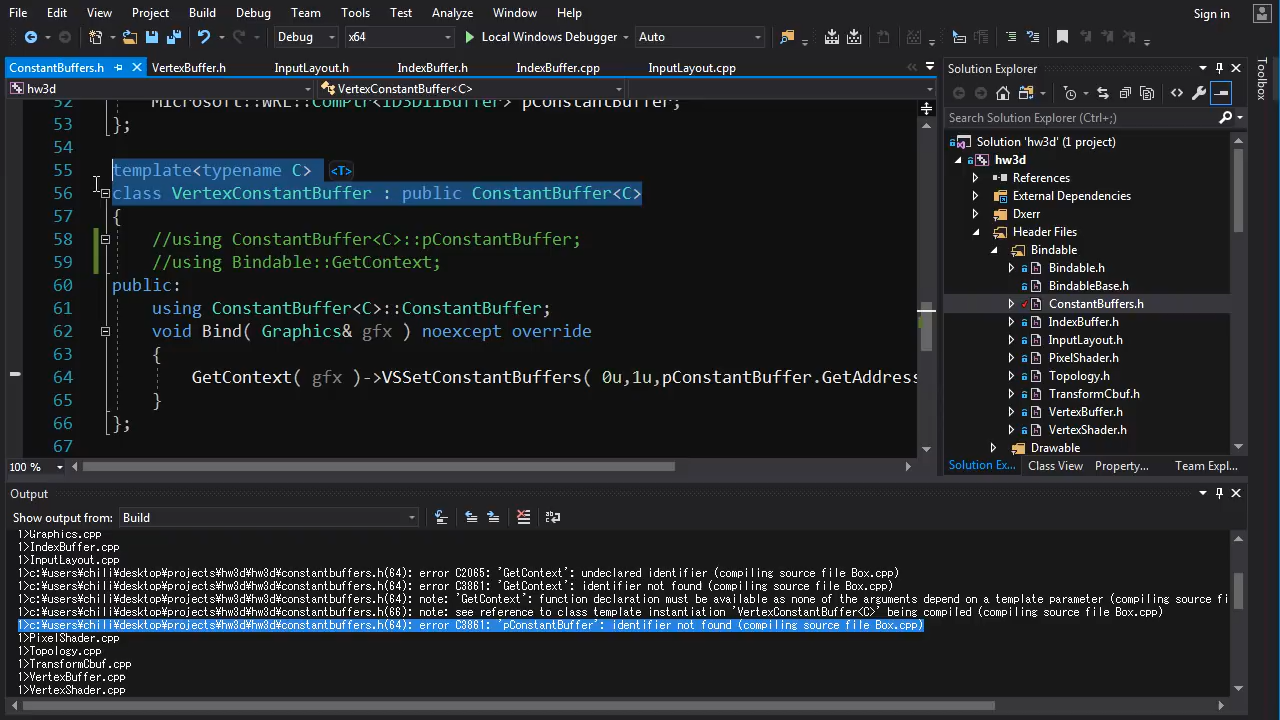 File Edit View Project Build Debug Team Tools Test Analyze Window Help Sign in
Debug x64 Local Windows Debugger Auto
ConstantBuffers.h VertexBuffer.h InputLayout.h IndexBuffer.h IndexBuffer.cpp InputLayout.cpp
hw3d VertexConstantBuffer<C>
52 Microsoft::WRL::ComPtr<ID3D11Buffer> pConstantBuffer;
53 };
54
55 template<typename C> <T>
56 class VertexConstantBuffer : public ConstantBuffer<C>
57 {
58 //using ConstantBuffer<C>::pConstantBuffer;
59 //using Bindable::GetContext;
60 public:
61 using ConstantBuffer<C>::ConstantBuffer;
62 void Bind( Graphics& gfx ) noexcept override
63 {
64 GetContext( gfx )->VSSetConstantBuffers( 0u,1u,pConstantBuffer.GetAddress
65 }
66 };
67
100 %
Solution Explorer
Search Solution Explorer (Ctrl+;)
Solution 'hw3d' (1 project)
hw3d
References
External Dependencies
Dxerr
Header Files
Bindable
Bindable.h
BindableBase.h
ConstantBuffers.h
IndexBuffer.h
InputLayout.h
PixelShader.h
Topology.h
TransformCbuf.h
VertexBuffer.h
VertexShader.h
Drawable
Solution Ex... Class View Property... Team Expl...
Toolbox
Output
Show output from: Build
1>Graphics.cpp
1>IndexBuffer.cpp
1>InputLayout.cpp
1>c:¥users¥chili¥desktop¥projects¥hw3d¥hw3d¥constantbuffers.h(64): error C2065: 'GetContext': undeclared identifier (compiling source file Box.cpp)
1>c:¥users¥chili¥desktop¥projects¥hw3d¥hw3d¥constantbuffers.h(64): error C3861: 'GetContext': identifier not found (compiling source file Box.cpp)
1>c:¥users¥chili¥desktop¥projects¥hw3d¥hw3d¥constantbuffers.h(64): note: 'GetContext': function declaration must be available as none of the arguments depend on a template parameter (compiling source fi
1>c:¥users¥chili¥desktop¥projects¥hw3d¥hw3d¥constantbuffers.h(66): note: see reference to class template instantiation 'VertexConstantBuffer<C>' being compiled (compiling source file Box.cpp)
1>c:¥users¥chili¥desktop¥projects¥hw3d¥hw3d¥constantbuffers.h(64): error C3861: 'pConstantBuffer': identifier not found (compiling source file Box.cpp)
1>PixelShader.cpp
1>Topology.cpp
1>TransformCbuf.cpp
1>VertexBuffer.cpp
1>VertexShader.cpp